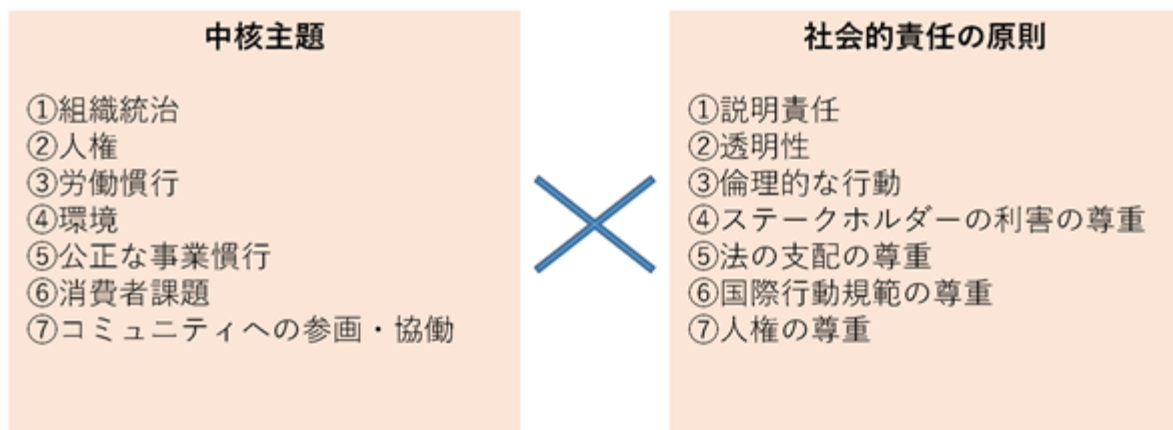 中核主題
①組織統治
②人権
③労働慣行
④環境
⑤公正な事業慣行
⑥消費者課題
⑦コミュニティへの参画・協働
社会的責任の原則
①説明責任
②透明性
③倫理的な行動
④ステークホルダーの利害の尊重
⑤法の支配の尊重
⑥国際行動規範の尊重
⑦人権の尊重